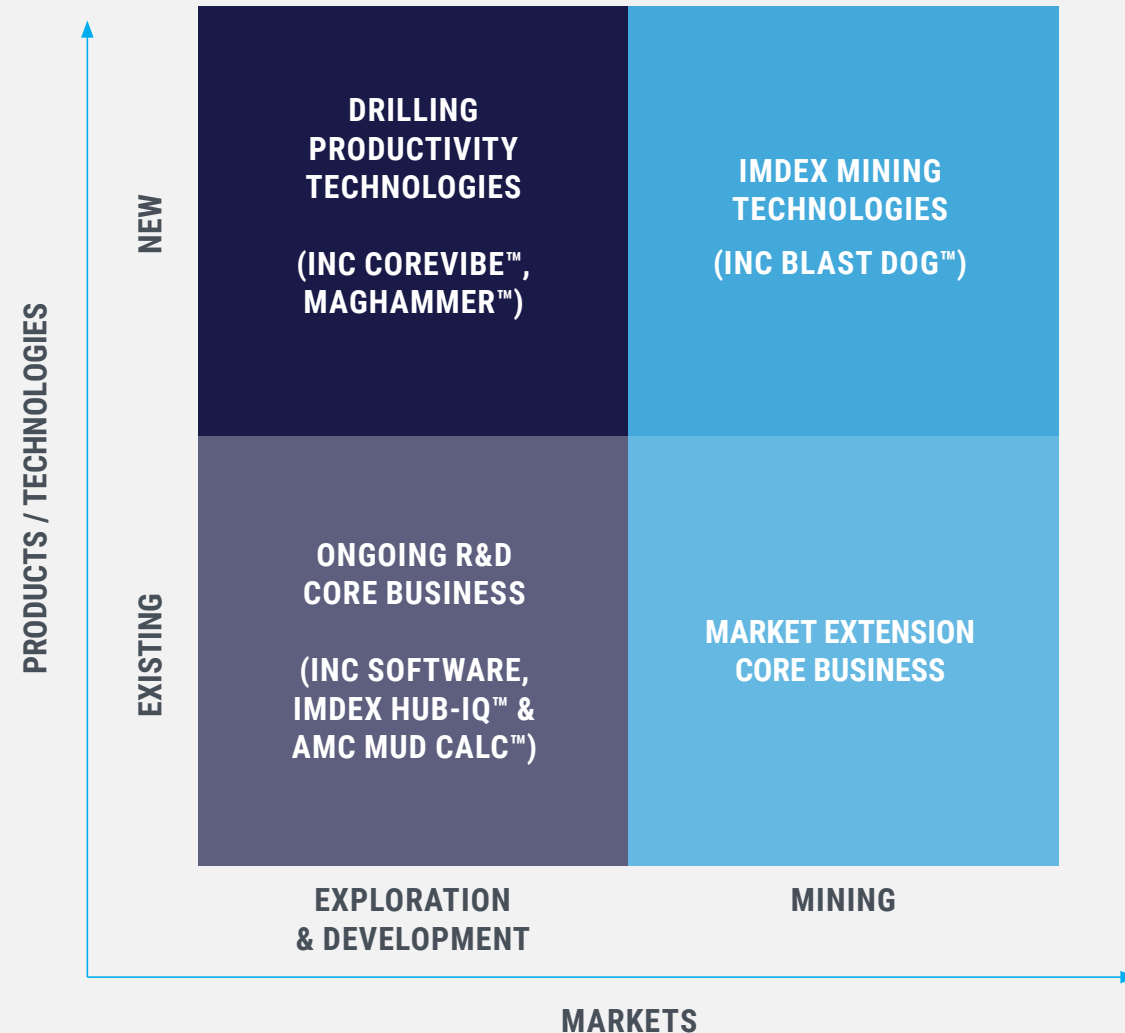 PRODUCTS / TECHNOLOGIES
NEW
DRILLING
PRODUCTIVITY
TECHNOLOGIES
(INC COREVIBE™,
MAGHAMMER™)
IMDEX MINING
TECHNOLOGIES
(INC BLAST DOG™)
EXISTING
ONGOING R&D
CORE BUSINESS
(INC SOFTWARE,
IMDEX HUB-IQ™ &
AMC MUD CALC™)
MARKET EXTENSION
CORE BUSINESS
EXPLORATION
& DEVELOPMENT
MINING
MARKETS